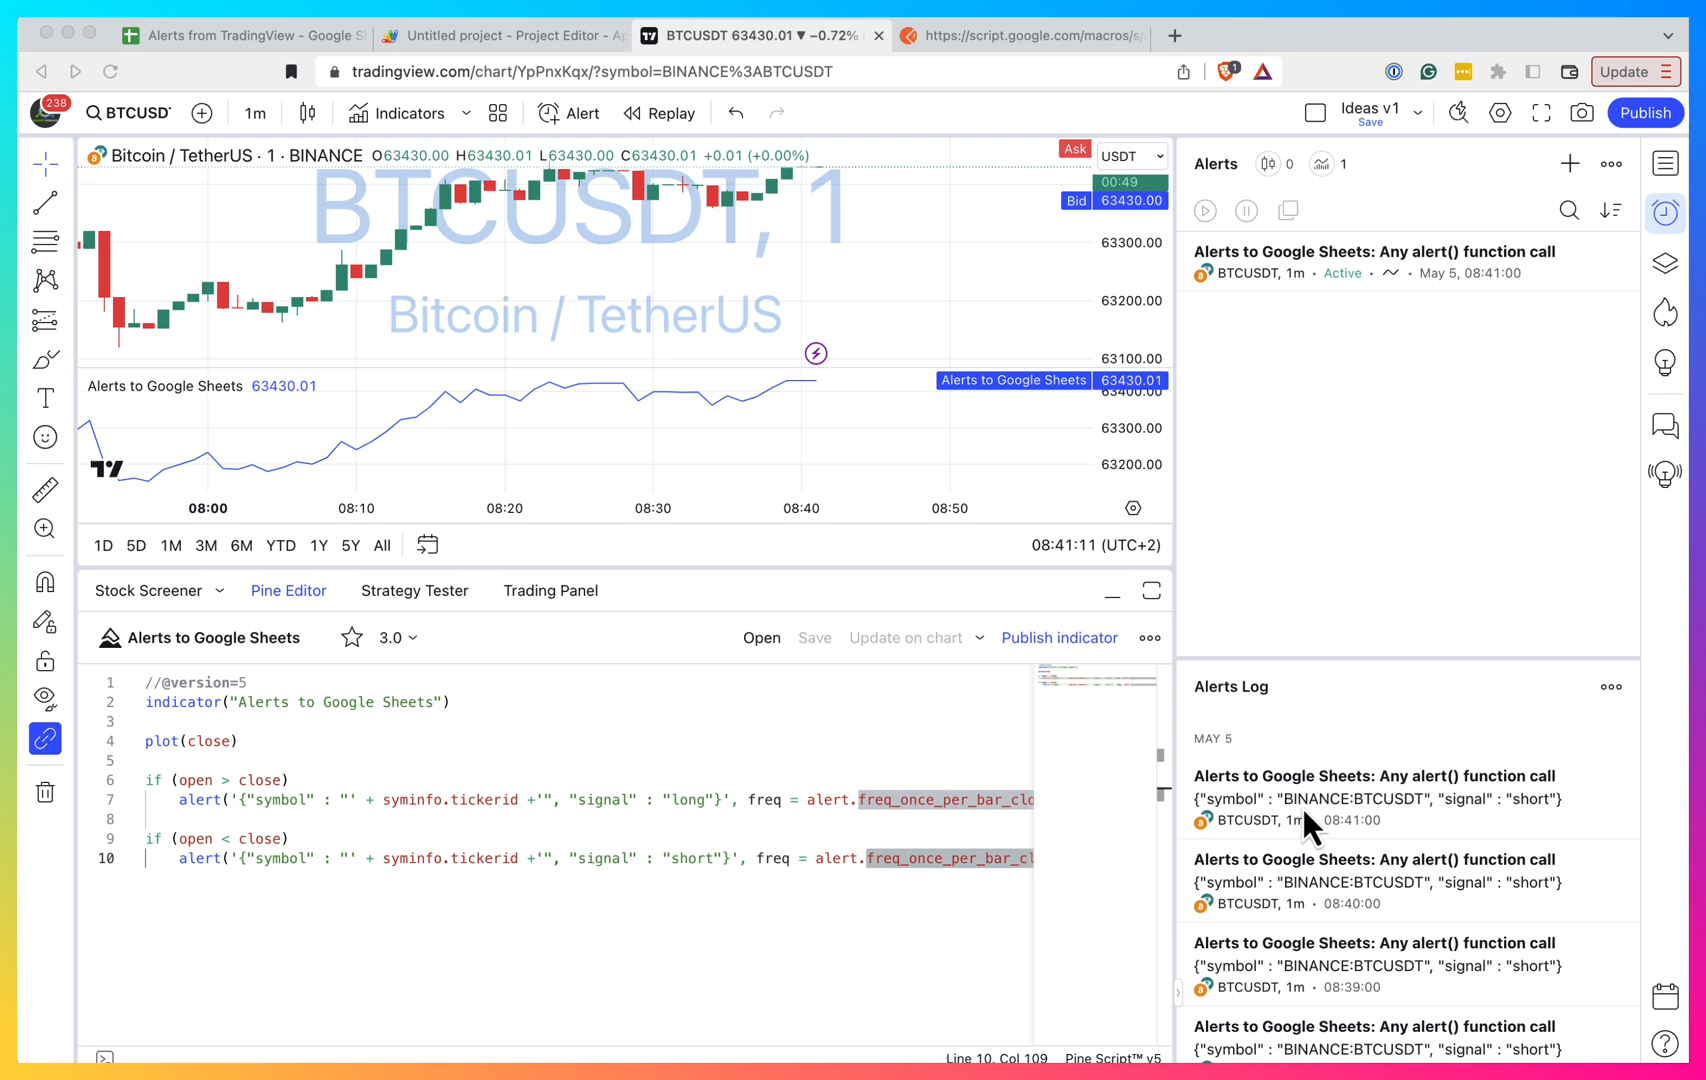 Alerts from TradingView - Google S
Untitled project - Project Editor - Ap
BTCUSDT 63430.01 ▼ −0.72%
https://script.google.com/macros/s/
tradingview.com/chart/YpPnxKqx/?symbol=BINANCE%3ABTCUSDT
1
Update
238
BTCUSDT
1m
Indicators
Alert
Replay
Ideas v1
Save
Publish
Bitcoin / TetherUS · 1 · BINANCE O63430.00 H63430.01 L63430.00 C63430.01 +0.01 (+0.00%)
BTCUSDT, 1
Bitcoin / TetherUS
Ask
USDT
00:49
Bid 63430.00
63300.00
63200.00
63100.00
Alerts to Google Sheets 63430.01
Alerts to Google Sheets 63430.01
63400.00
63300.00
63200.00
08:00 08:10 08:20 08:30 08:40 08:50
1D 5D 1M 3M 6M YTD 1Y 5Y All
08:41:11 (UTC+2)
Stock Screener
Pine Editor
Strategy Tester
Trading Panel
Alerts to Google Sheets
3.0
Open
Save
Update on chart
Publish indicator
1 //@version=5
2 indicator("Alerts to Google Sheets")
3
4 plot(close)
5
6 if (open > close)
7 alert('{"symbol" : "' + syminfo.tickerid +'", "signal" : "long"}', freq = alert.freq_once_per_bar_clo
8
9 if (open < close)
10 alert('{"symbol" : "' + syminfo.tickerid +'", "signal" : "short"}', freq = alert.freq_once_per_bar_cl
Line 10, Col 109 Pine Script™ v5
Alerts 0 1
Alerts to Google Sheets: Any alert() function call
BTCUSDT, 1m · Active · May 5, 08:41:00
Alerts Log
MAY 5
Alerts to Google Sheets: Any alert() function call
{"symbol" : "BINANCE:BTCUSDT", "signal" : "short"}
BTCUSDT, 1m · 08:41:00
Alerts to Google Sheets: Any alert() function call
{"symbol" : "BINANCE:BTCUSDT", "signal" : "short"}
BTCUSDT, 1m · 08:40:00
Alerts to Google Sheets: Any alert() function call
{"symbol" : "BINANCE:BTCUSDT", "signal" : "short"}
BTCUSDT, 1m · 08:39:00
Alerts to Google Sheets: Any alert() function call
{"symbol" : "BINANCE:BTCUSDT", "signal" : "short"}